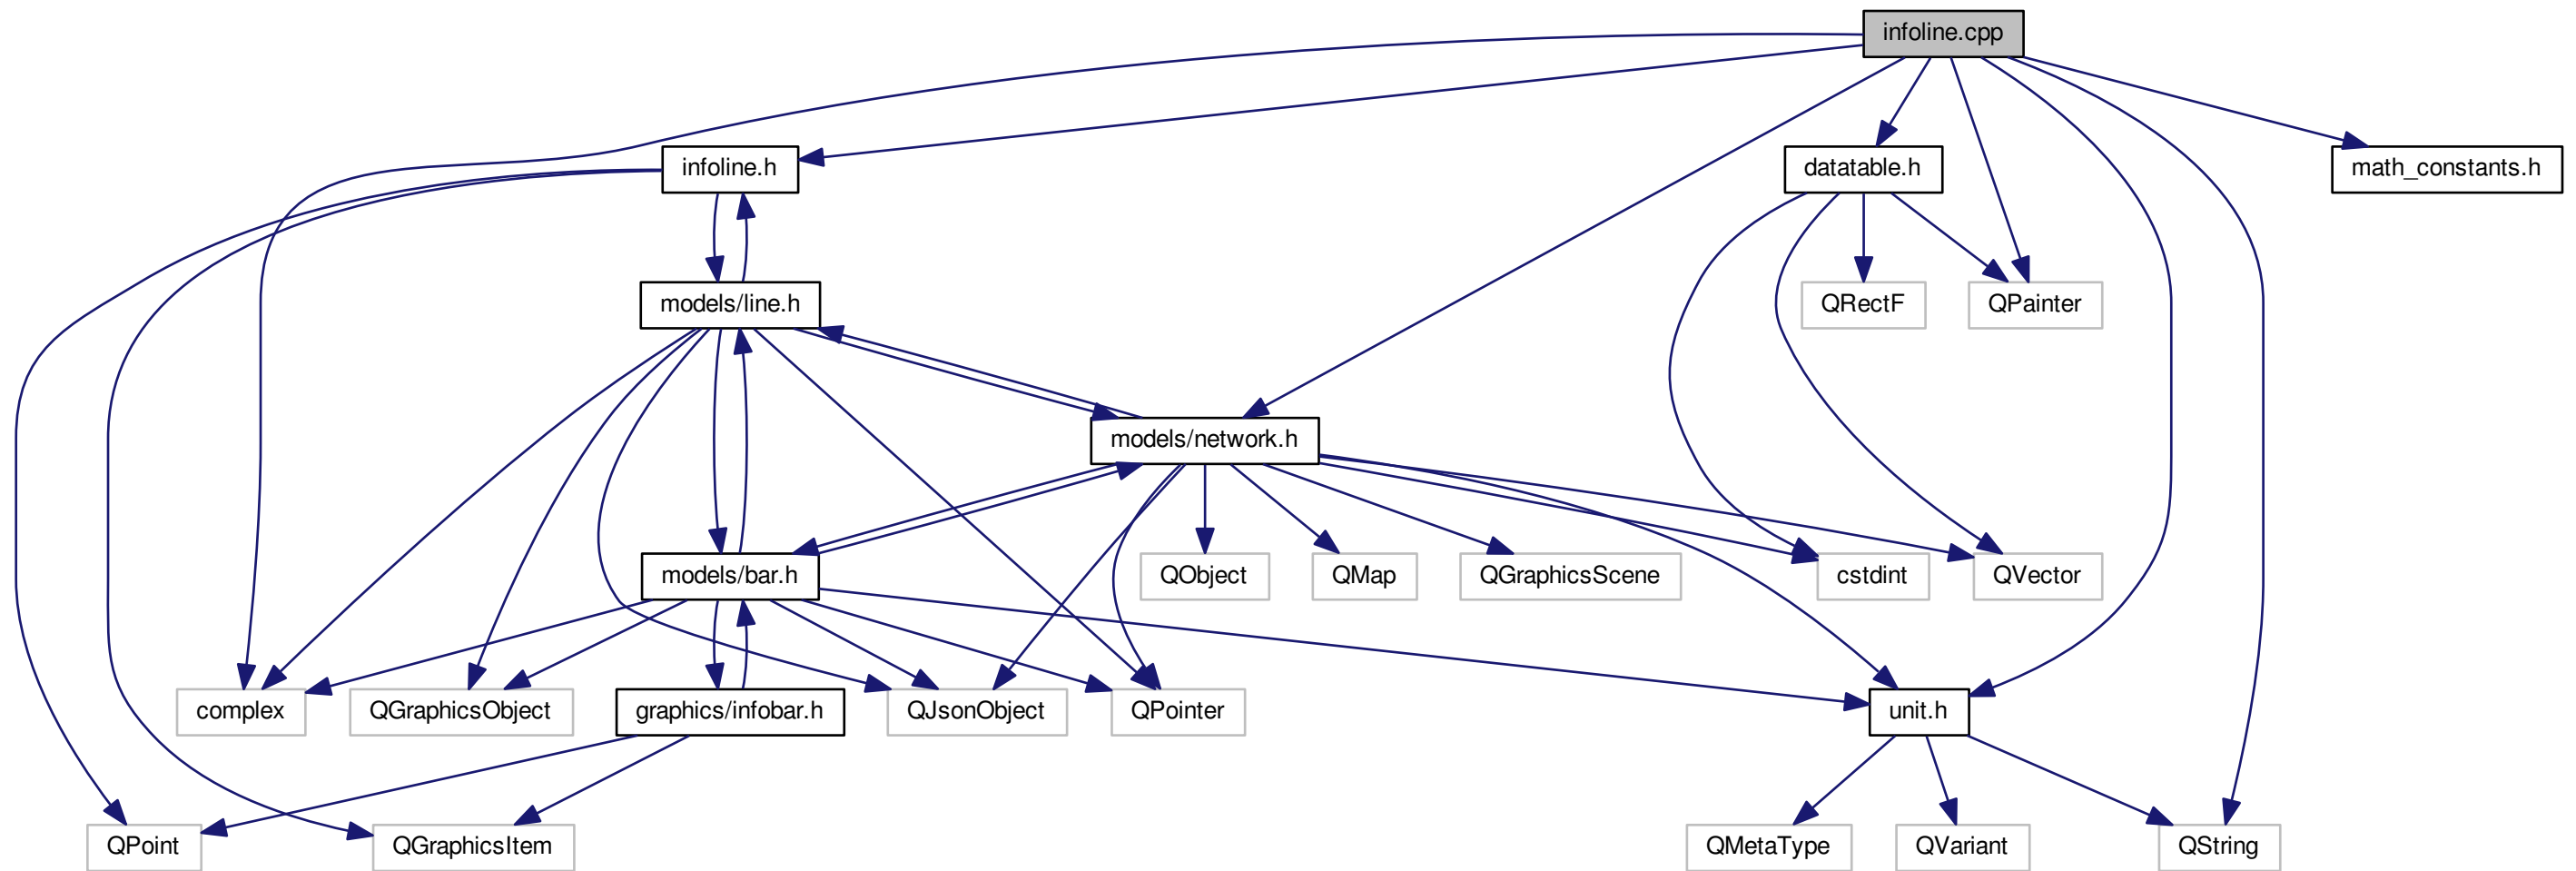 infoline.cpp
infoline.h
datatable.h
math_constants.h
models/line.h
QRectF
QPainter
models/network.h
models/bar.h
QObject
QMap
QGraphicsScene
cstdint
QVector
complex
QGraphicsObject
graphics/infobar.h
QJsonObject
QPointer
unit.h
QPoint
QGraphicsItem
QMetaType
QVariant
QString